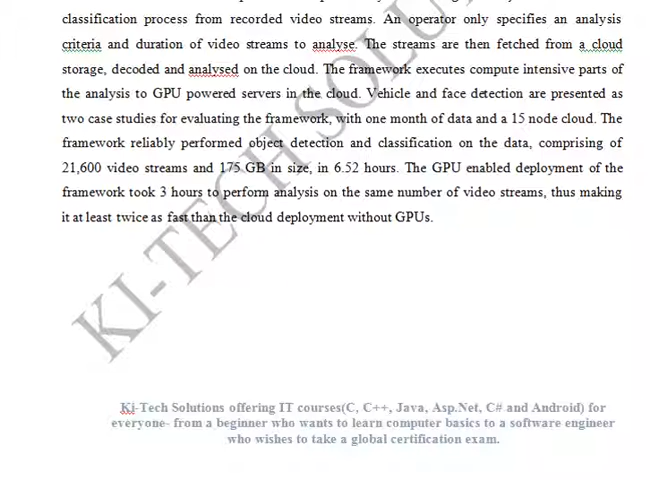 classification process from recorded video streams. An operator only specifies an analysis
criteria and duration of video streams to analyse. The streams are then fetched from a cloud
storage, decoded and analysed on the cloud. The framework executes compute intensive parts of
the analysis to GPU powered servers in the cloud. Vehicle and face detection are presented as
two case studies for evaluating the framework, with one month of data and a 15 node cloud. The
framework reliably performed object detection and classification on the data, comprising of
21,600 video streams and 175 GB in size, in 6.52 hours. The GPU enabled deployment of the
framework took 3 hours to perform analysis on the same number of video streams, thus making
it at least twice as fast than the cloud deployment without GPUs.
KI-TECH SOLU
Ki-Tech Solutions offering IT courses(C, C++, Java, Asp.Net, C# and Android) for
everyone- from a beginner who wants to learn computer basics to a software engineer
who wishes to take a global certification exam.